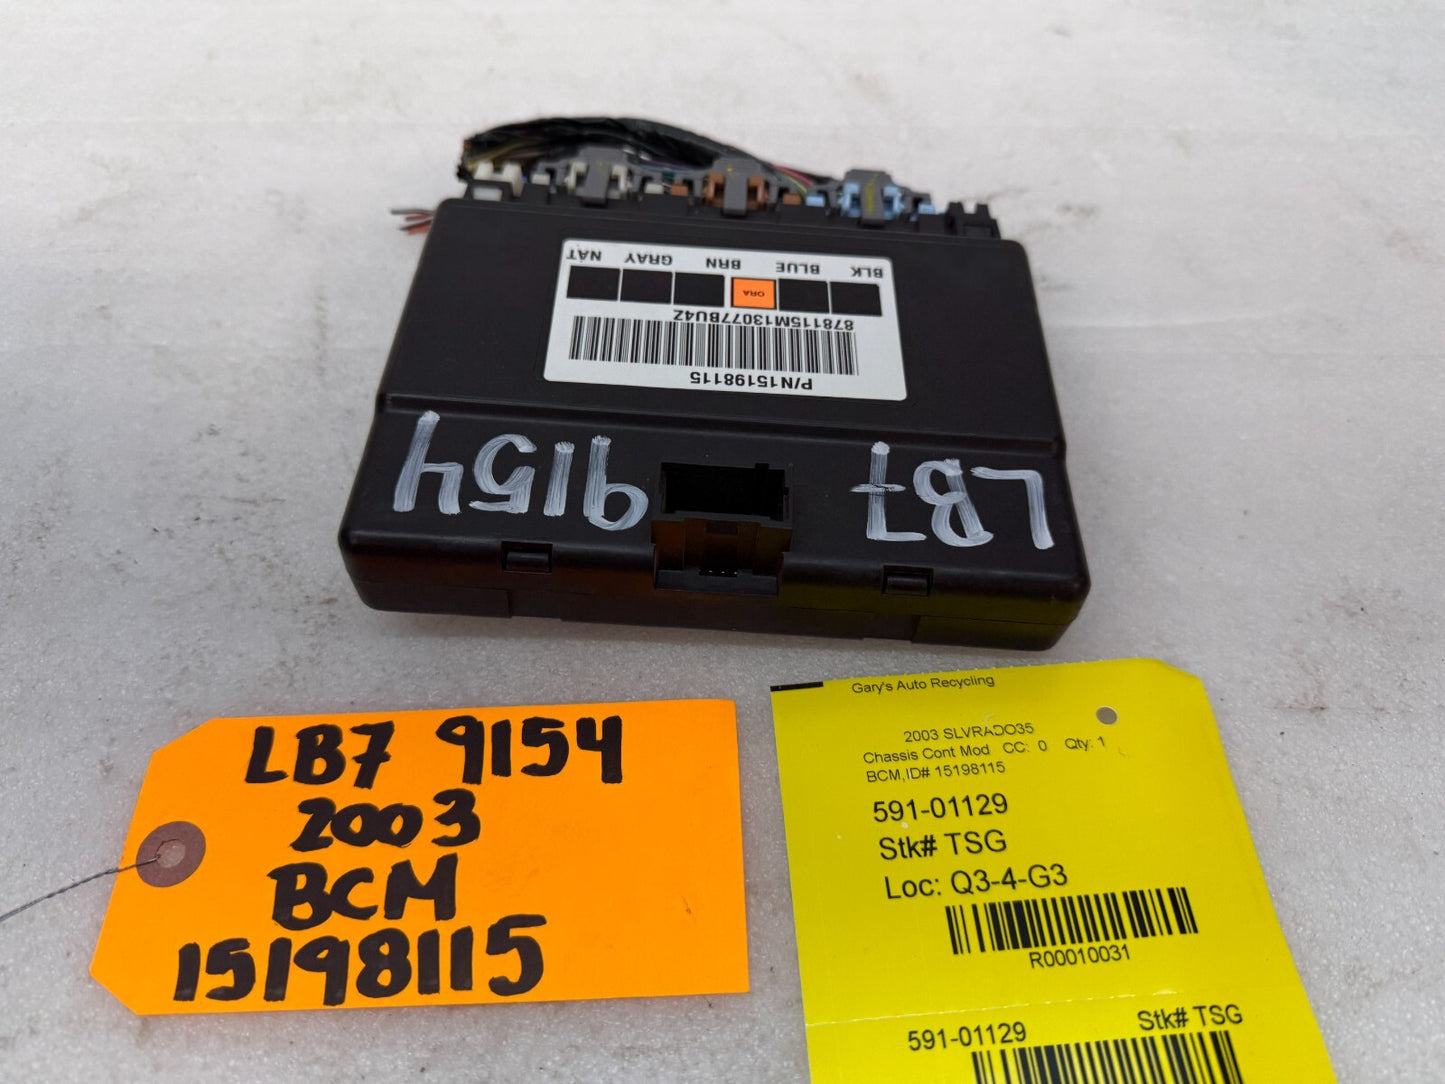 P/N15198115
878115M13077BU4Z
ORA
BLK BLUE BRN GRAY NAT
LB7 9154
LB7 9154
2003
BCM
15198115
Gary's Auto Recycling
2003 SLVRADO35
Chassis Cont Mod CC: 0 Qty: 1
BCM,ID# 15198115
591-01129
Stk# TSG
Loc: Q3-4-G3
R00010031
591-01129 Stk# TSG